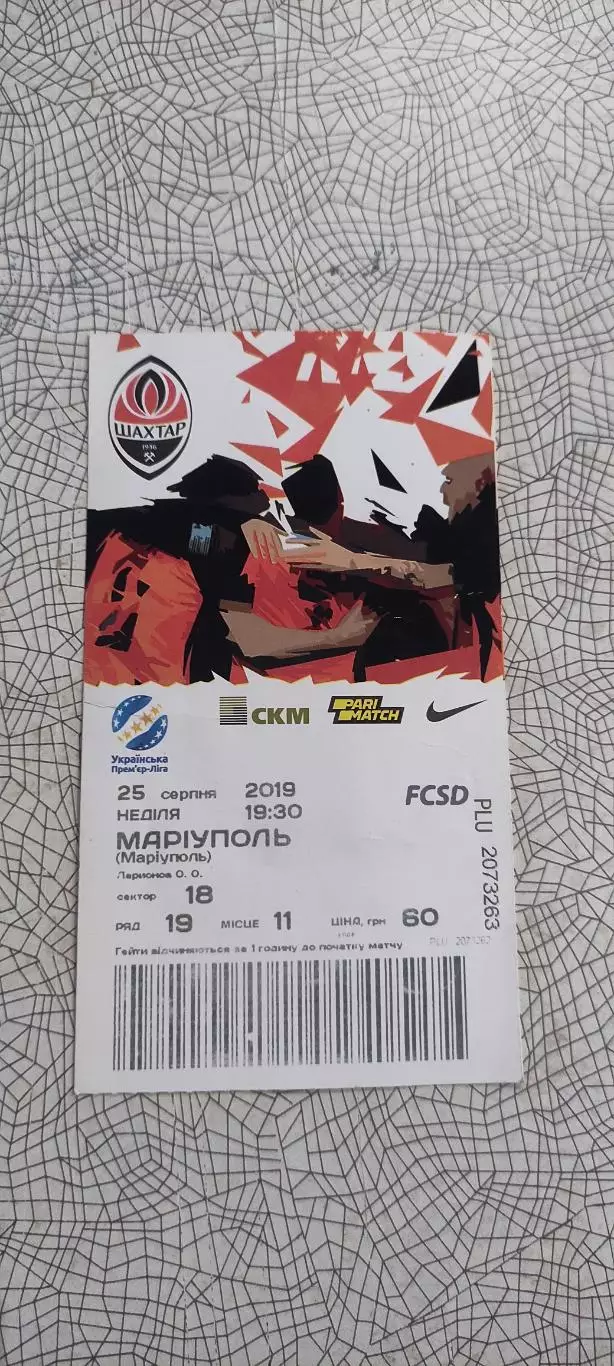 ШАХТАР
1936
Українська
Прем'єр-Ліга
СКМ
PARI
MATCH
25 серпня 2019
НЕДІЛЯ 19:30
FCSD
МАРІУПОЛЬ
(Маріуполь)
Ларионов О. О.
сектор 18
РЯД 19 МІСЦЕ 11 ЦІНА, грн 60
Гейти відчиняються за 1 годину до початку матчу
PLU 2073263
PLU 2073263